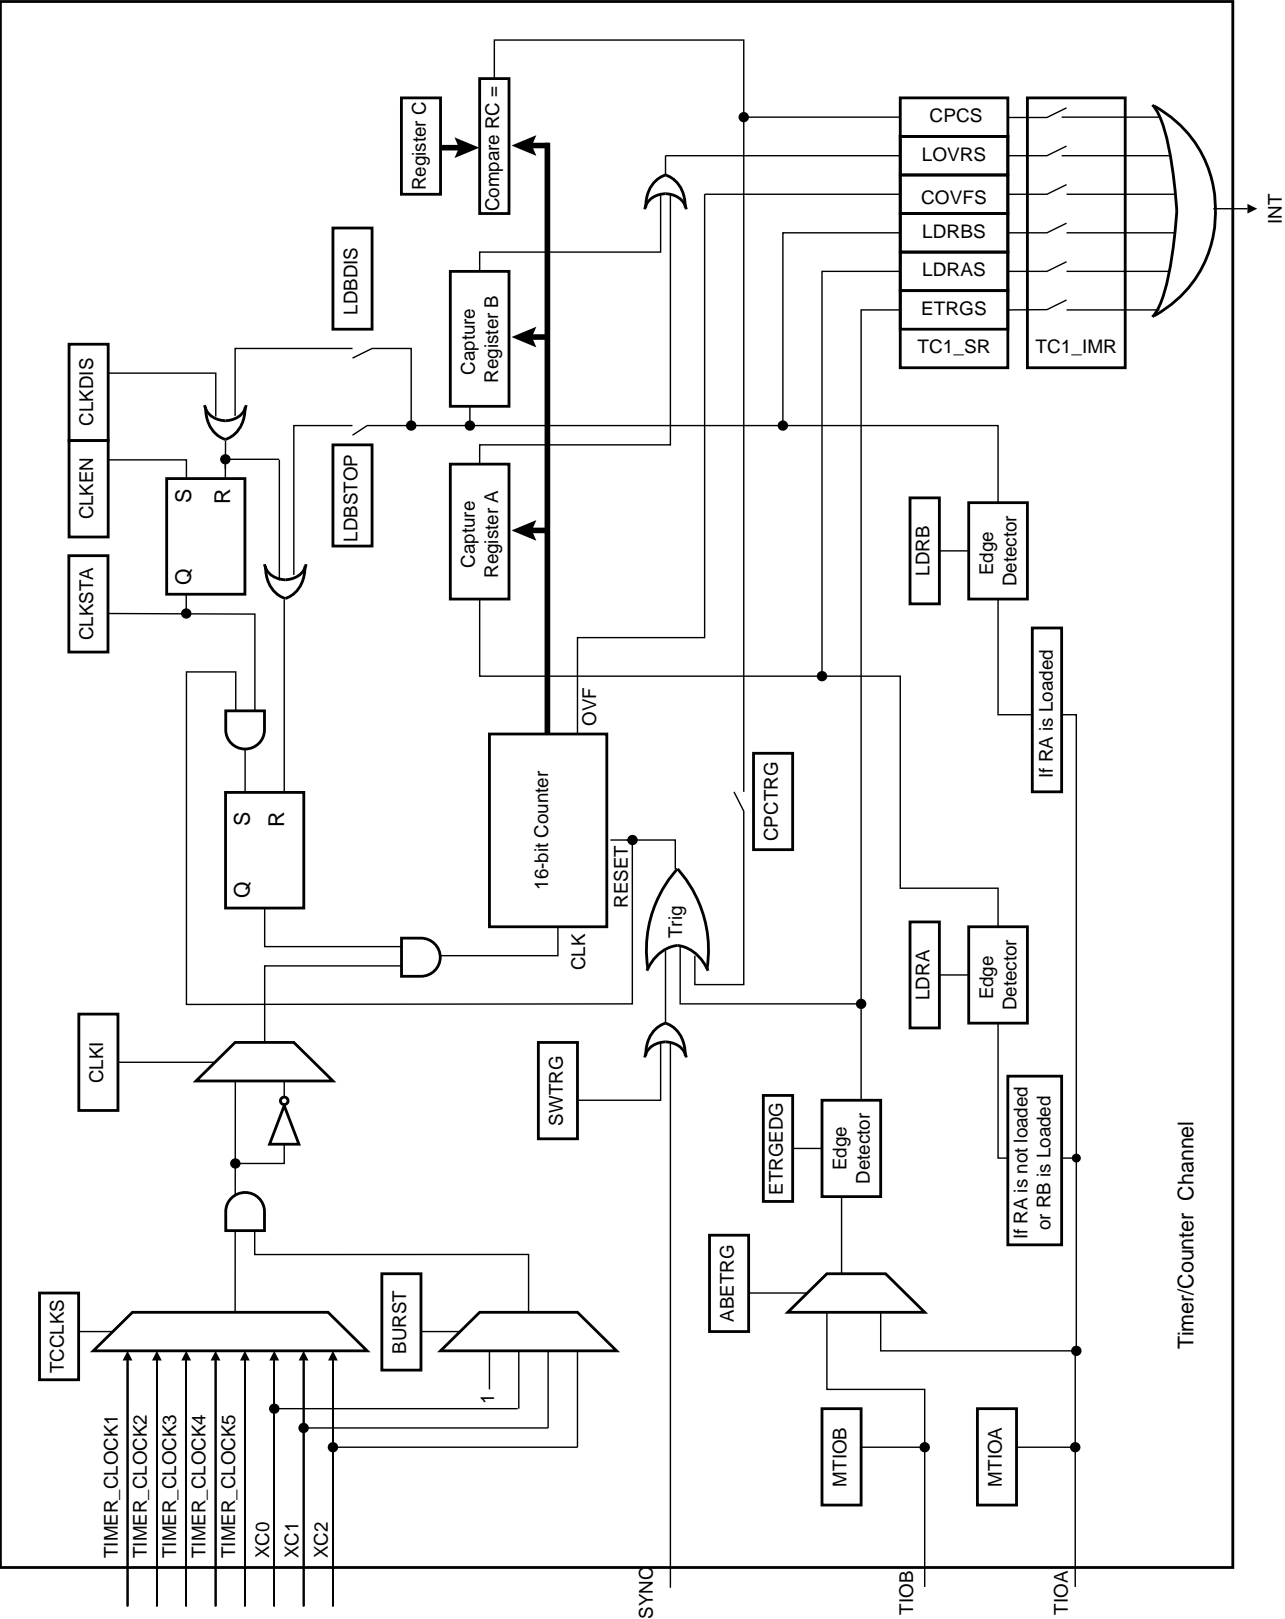 TCCLKS
TIMER_CLOCK1
TIMER_CLOCK2
TIMER_CLOCK3
TIMER_CLOCK4
TIMER_CLOCK5
XC0
XC1
XC2
CLKI
BURST
1
CLKSTA
CLKEN
CLKDIS
Q
S
R
Q
S
R
LDBSTOP
LDBDIS
Register C
Capture
Register A
Capture
Register B
Compare RC =
16-bit Counter
CLK
OVF
RESET
SYNC
SWTRG
Trig
CPCTRG
ABETRG
ETRGEDG
Edge
Detector
MTIOB
TIOB
MTIOA
TIOA
LDRA
Edge
Detector
If RA is not loaded
or RB is Loaded
LDRB
Edge
Detector
If RA is Loaded
CPCS
LOVRS
COVFS
LDRBS
LDRAS
ETRGS
TC1_SR
TC1_IMR
INT
Timer/Counter Channel